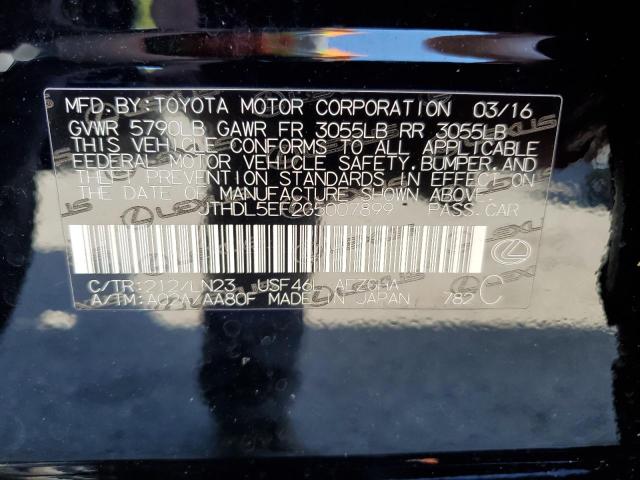 MFD.BY:TOYOTA MOTOR CORPORATION 03/16
GVWR 5790LB GAWR FR 3055LB RR 3055LB
THIS VEHICLE CONFORMS TO ALL APPLICABLE
FEDERAL MOTOR VEHICLE SAFETY, BUMPER, AND
THEFT PREVENTION STANDARDS IN EFFECT ON
THE DATE OF MANUFACTURE SHOWN ABOVE.
JTHDL5EF2G5007899 PASS.CAR
C/TR:212/LN23 USF46L AEZGHA
A/TM:A02A/AA80F MADE IN JAPAN 782 C
LEXUS